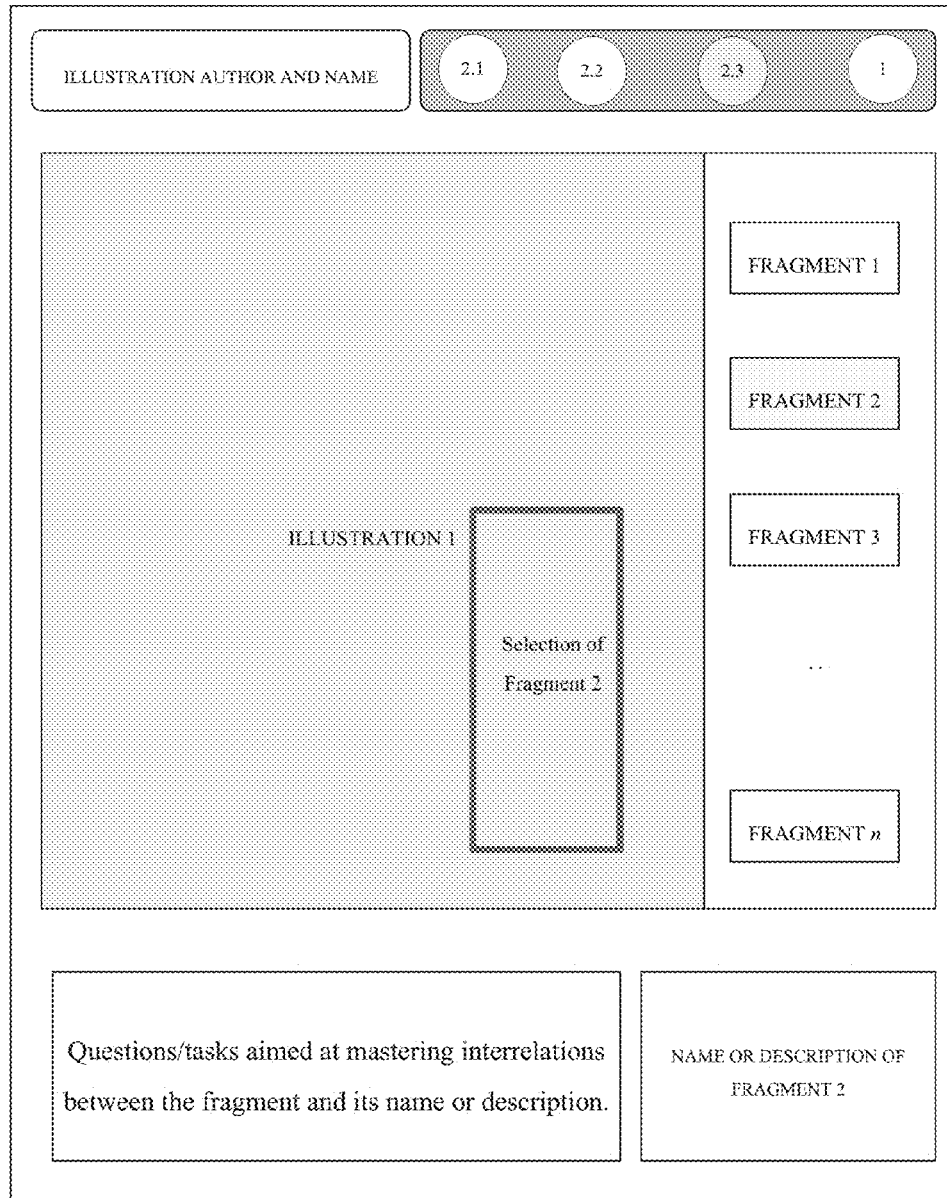 ILLUSTRATION AUTHOR AND NAME
2.1
2.2
2.3
1
FRAGMENT 1
FRAGMENT 2
ILLUSTRATION 1
FRAGMENT 3
Selection of
Fragment 2
...
FRAGMENT n
Questions/tasks aimed at mastering interrelations
between the fragment and its name or description.
NAME OR DESCRIPTION OF
FRAGMENT 2